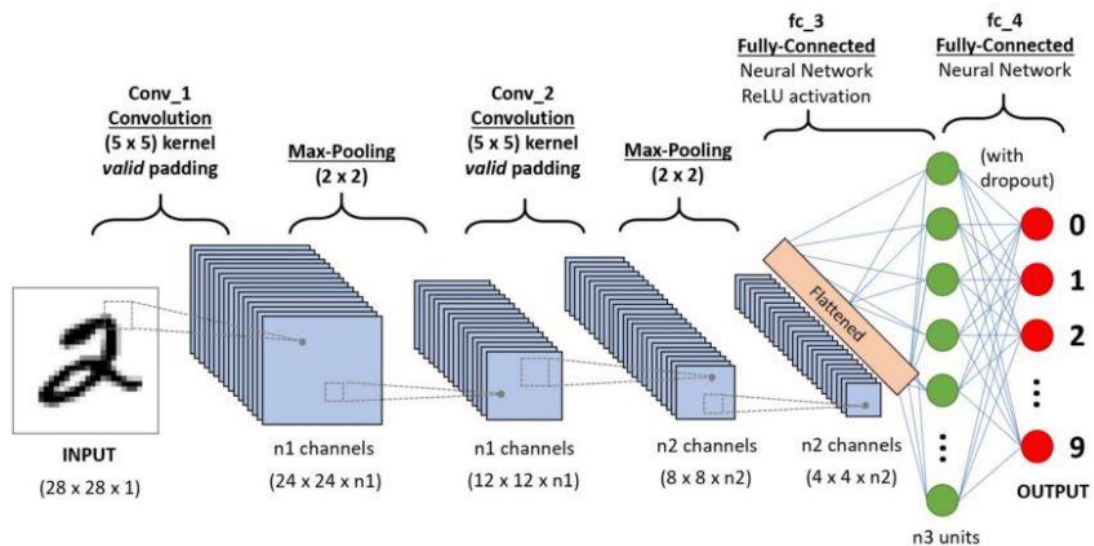 fc_3
Fully-Connected
Neural Network
ReLU activation
fc_4
Fully-Connected
Neural Network
Conv_1
Convolution
(5 x 5) kernel
valid padding
Max-Pooling
(2 x 2)
Conv_2
Convolution
(5 x 5) kernel
valid padding
Max-Pooling
(2 x 2)
(with
dropout)
Flattened
0
1
2
9
INPUT
(28 x 28 x 1)
n1 channels
(24 x 24 x n1)
n1 channels
(12 x 12 x n1)
n2 channels
(8 x 8 x n2)
n2 channels
(4 x 4 x n2)
OUTPUT
n3 units